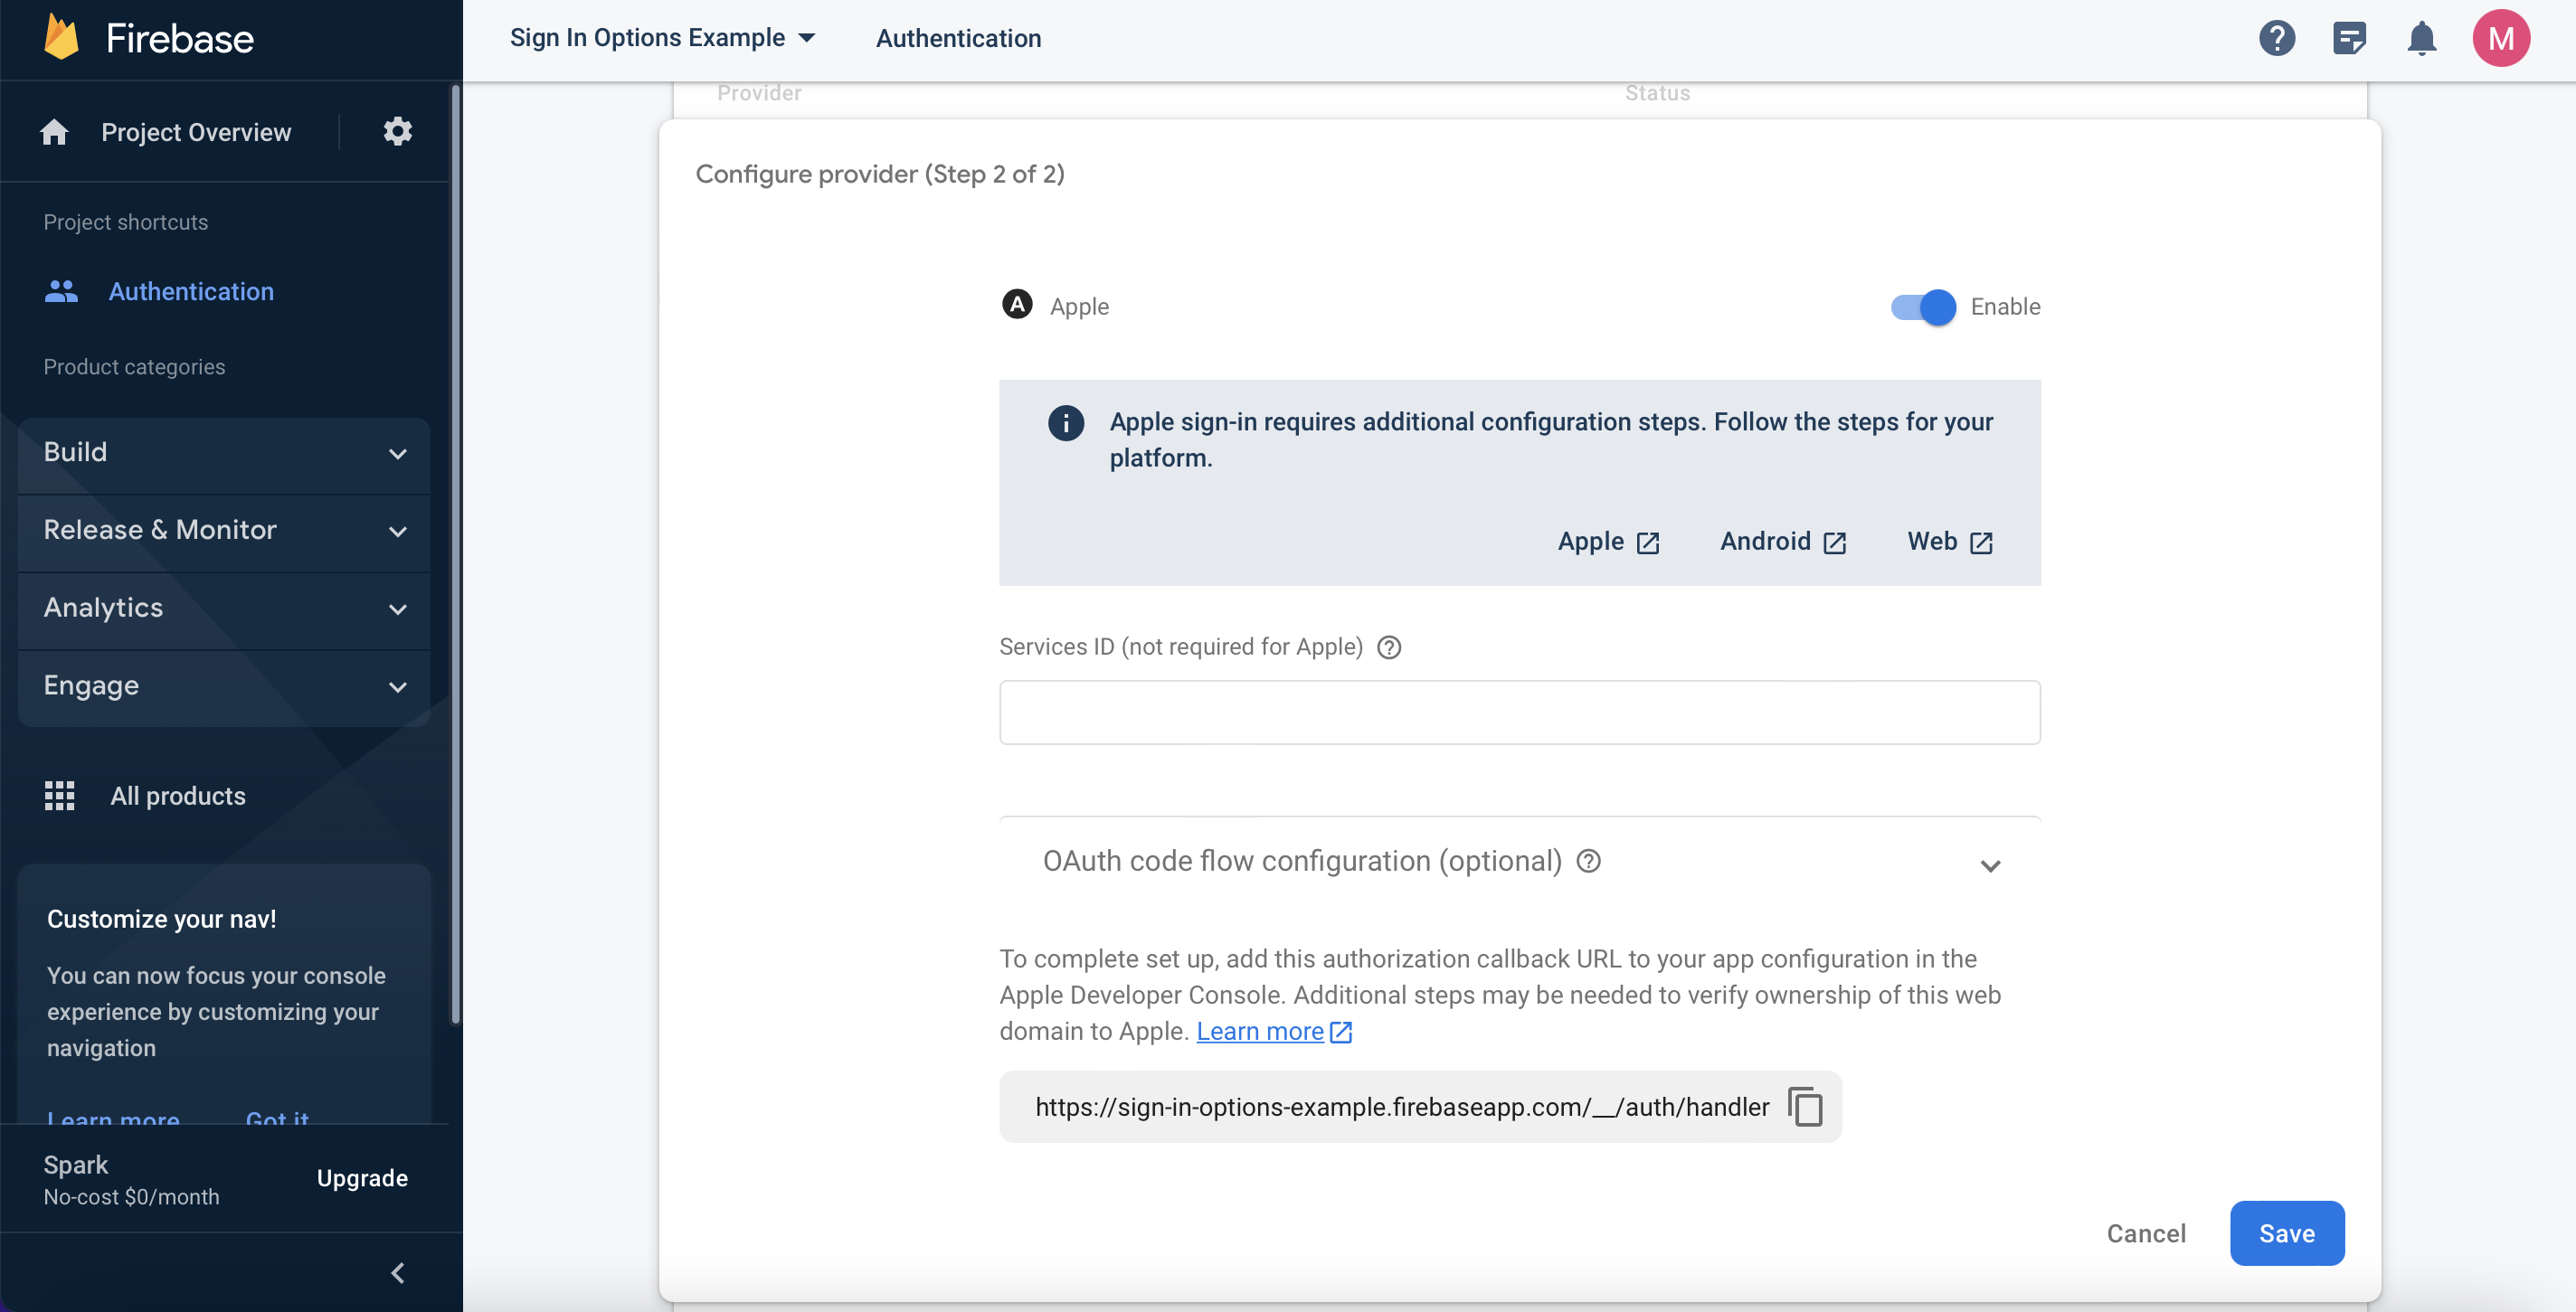 Firebase
Sign In Options Example
Authentication
M
Project Overview
Project shortcuts
Authentication
Product categories
Build
Release & Monitor
Analytics
Engage
All products
Customize your nav!
You can now focus your console
experience by customizing your
navigation
Learn more Got it
Spark
No-cost $0/month
Upgrade
Provider Status
Configure provider (Step 2 of 2)
A Apple
Enable
Apple sign-in requires additional configuration steps. Follow the steps for your
platform.
Apple Android Web
Services ID (not required for Apple)
OAuth code flow configuration (optional)
To complete set up, add this authorization callback URL to your app configuration in the
Apple Developer Console. Additional steps may be needed to verify ownership of this web
domain to Apple. Learn more
https://sign-in-options-example.firebaseapp.com/__/auth/handler
Cancel Save